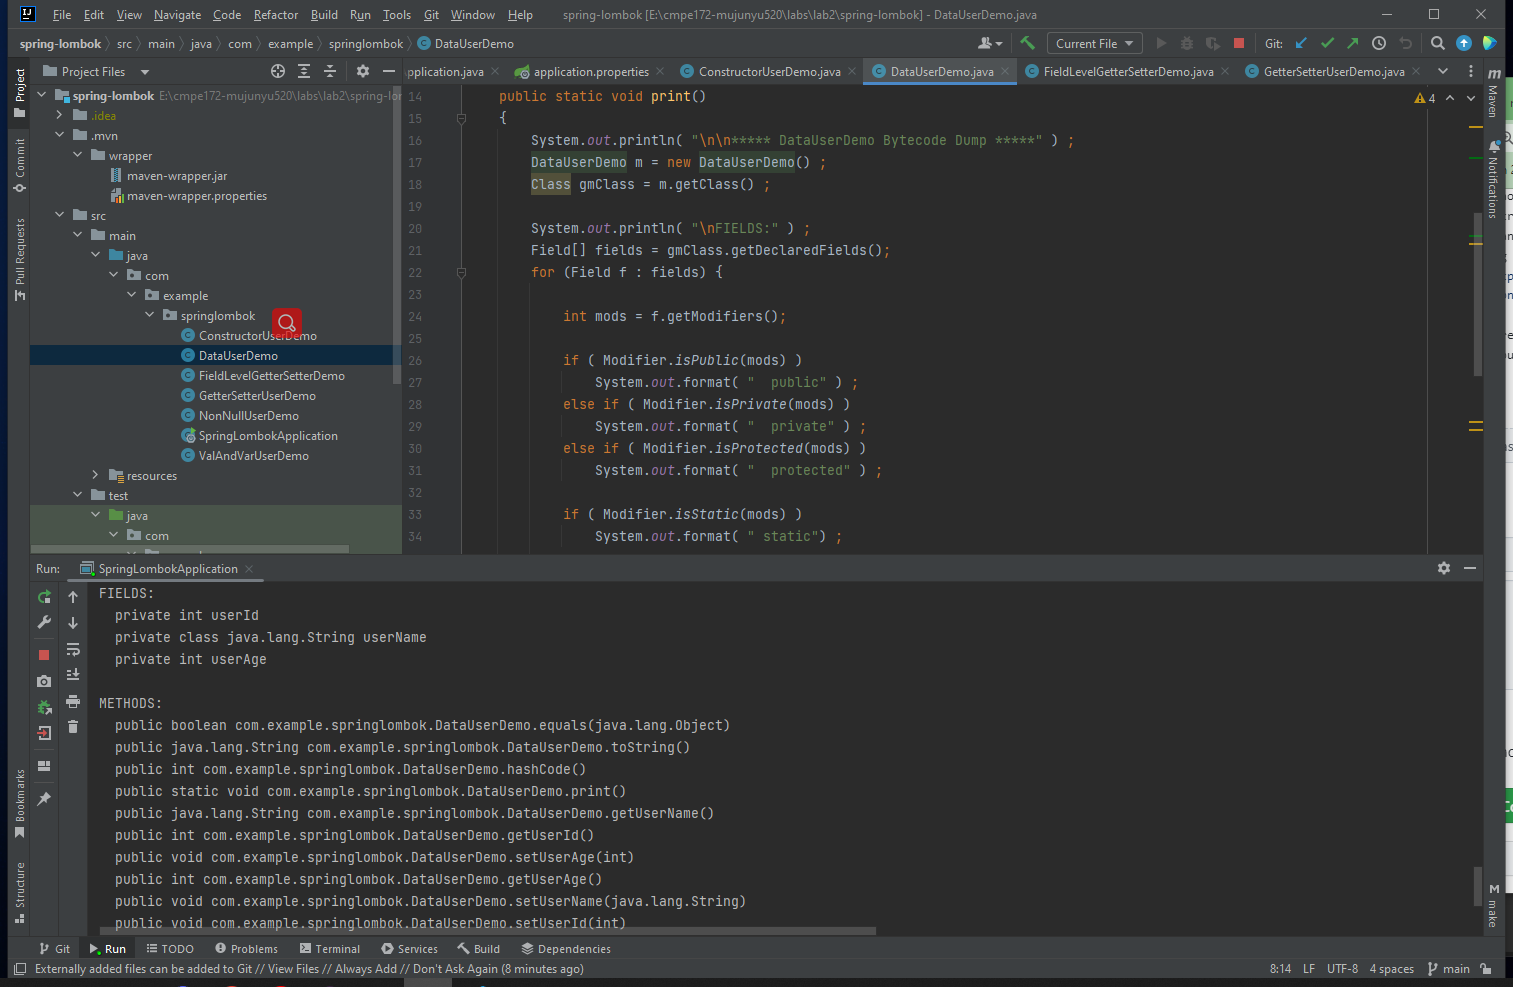 File Edit View Navigate Code Refactor Build Run Tools Git Window Help spring-lombok [E:\cmpe172-mujunyu520\labs\lab2\spring-lombok] - DataUserDemo.java
spring-lombok src main java com example springlombok DataUserDemo Current File Git:
Project Files
pplication.java application.properties ConstructorUserDemo.java DataUserDemo.java FieldLevelGetterSetterDemo.java GetterSetterUserDemo.java
Project
Commit
Pull Requests
Bookmarks
Structure
spring-lombok E:\cmpe172-mujunyu520\labs\lab2\spring-lo
.idea
.mvn
wrapper
maven-wrapper.jar
maven-wrapper.properties
src
main
java
com
example
springlombok
ConstructorUserDemo
DataUserDemo
FieldLevelGetterSetterDemo
GetterSetterUserDemo
NonNullUserDemo
SpringLombokApplication
ValAndVarUserDemo
resources
test
java
com
14 public static void print()
15 {
16 System.out.println( "\n\n***** DataUserDemo Bytecode Dump *****" ) ;
17 DataUserDemo m = new DataUserDemo() ;
18 Class gmClass = m.getClass() ;
19
20 System.out.println( "\nFIELDS:" ) ;
21 Field[] fields = gmClass.getDeclaredFields();
22 for (Field f : fields) {
23
24 int mods = f.getModifiers();
25
26 if ( Modifier.isPublic(mods) )
27 System.out.format( "  public" ) ;
28 else if ( Modifier.isPrivate(mods) )
29 System.out.format( "  private" ) ;
30 else if ( Modifier.isProtected(mods) )
31 System.out.format( "  protected" ) ;
32
33 if ( Modifier.isStatic(mods) )
34 System.out.format( " static") ;
4
m Maven
Notifications
M make
Run: SpringLombokApplication
FIELDS:
private int userId
private class java.lang.String userName
private int userAge
METHODS:
public boolean com.example.springlombok.DataUserDemo.equals(java.lang.Object)
public java.lang.String com.example.springlombok.DataUserDemo.toString()
public int com.example.springlombok.DataUserDemo.hashCode()
public static void com.example.springlombok.DataUserDemo.print()
public java.lang.String com.example.springlombok.DataUserDemo.getUserName()
public int com.example.springlombok.DataUserDemo.getUserId()
public void com.example.springlombok.DataUserDemo.setUserAge(int)
public int com.example.springlombok.DataUserDemo.getUserAge()
public void com.example.springlombok.DataUserDemo.setUserName(java.lang.String)
public void com.example.springlombok.DataUserDemo.setUserId(int)
Git Run TODO Problems Terminal Services Build Dependencies
Externally added files can be added to Git // View Files // Always Add // Don't Ask Again (8 minutes ago) 8:14 LF UTF-8 4 spaces main